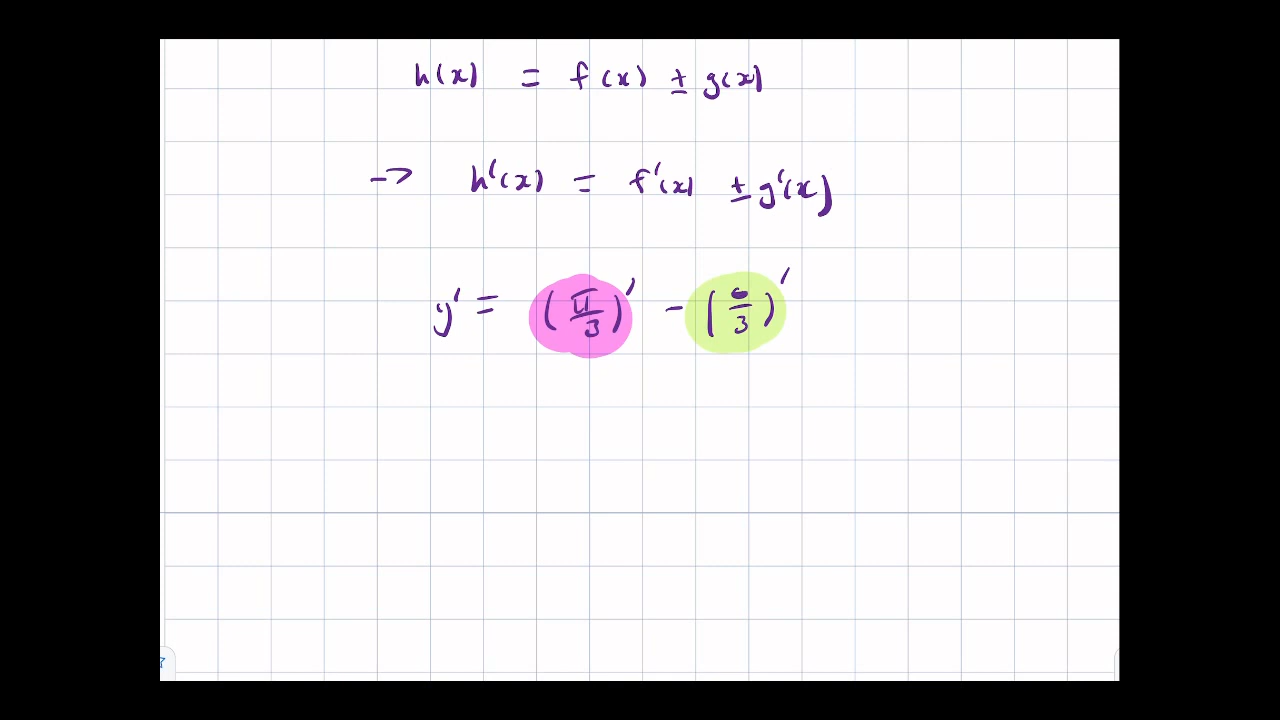 h(x) = f(x) ± g(x)
-> h'(x) = f'(x) ± g'(x)
y' = (π/3)' - (e/3)'